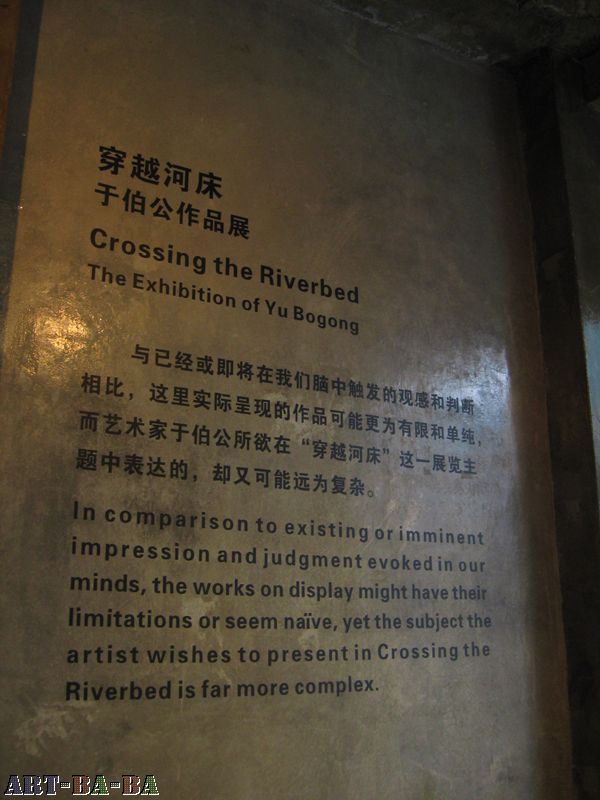 穿越河床
于伯公作品展
Crossing the Riverbed
The Exhibition of Yu Bogong
与已经或即将在我们脑中触发的观感和判断
相比，这里实际呈现的作品可能更为有限和单纯，
而艺术家于伯公所欲在“穿越河床”这一展览主
题中表达的，却又可能远为复杂。
In comparison to existing or imminent
impression and judgment evoked in our
minds, the works on display might have their
limitations or seem naïve, yet the subject the
artist wishes to present in Crossing the
Riverbed is far more complex.
ART-BA-BA